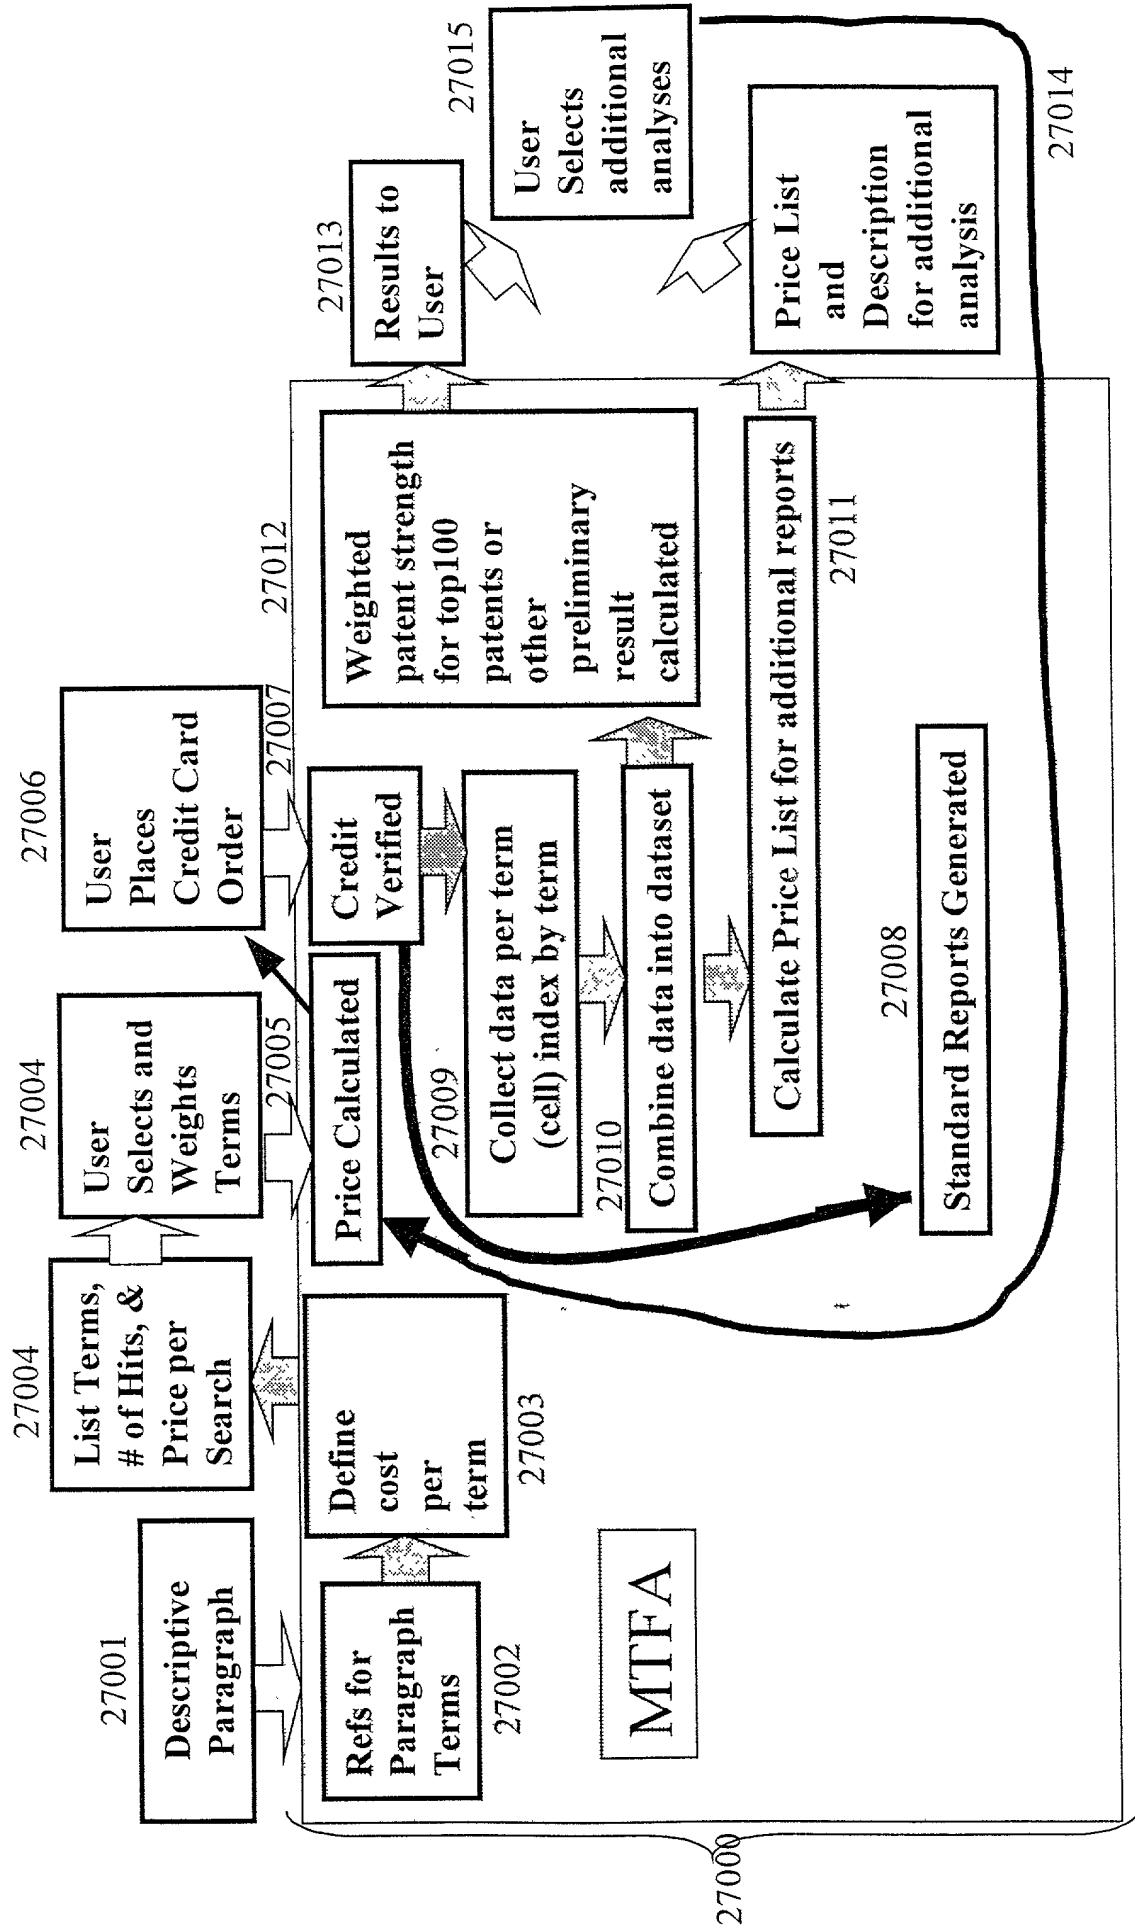 27001
Descriptive
Paragraph
27004
List Terms,
# of Hits, &
Price per
Search
27004
User
Selects and
Weights
Terms
27006
User
Places
Credit Card
Order
27005
27007
27012
27013
Results to
User
27015
User
Selects
additional
analyses
Refs for
Paragraph
Terms
27002
Define
cost
per
term
27003
Price Calculated
Credit
Verified
27009
Collect data per term
(cell) index by term
27010
Combine data into dataset
Weighted
patent strength
for top100
patents or
other
preliminary
result
calculated
Calculate Price List for additional reports
27011
Price List
and
Description
for additional
analysis
27014
27008
Standard Reports Generated
MTFA
27000